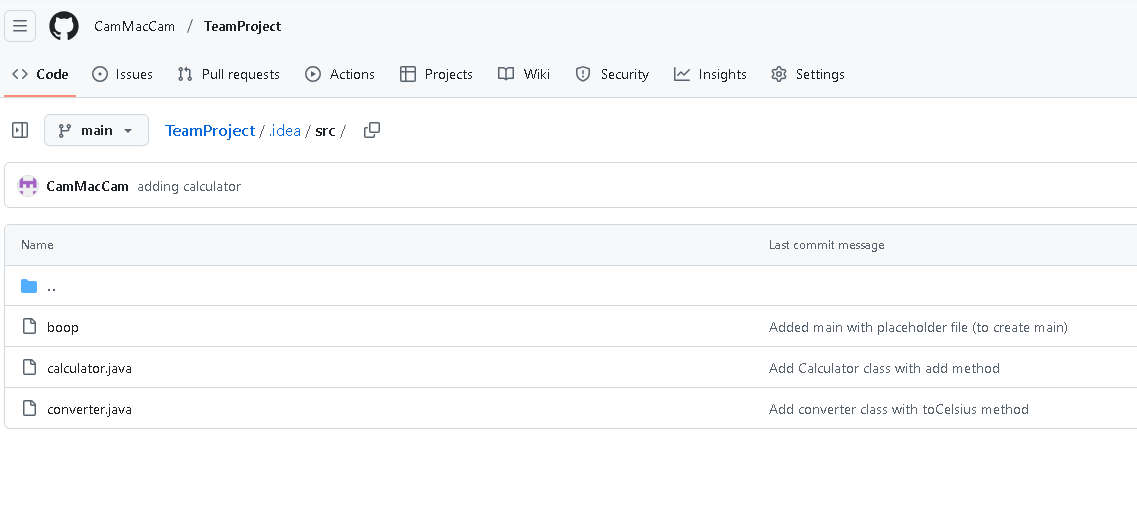 CamMacCam / TeamProject
Code Issues Pull requests Actions Projects Wiki Security Insights Settings
main TeamProject / .idea / src /
CamMacCam adding calculator
Name Last commit message
..
boop Added main with placeholder file (to create main)
calculator.java Add Calculator class with add method
converter.java Add converter class with toCelsius method